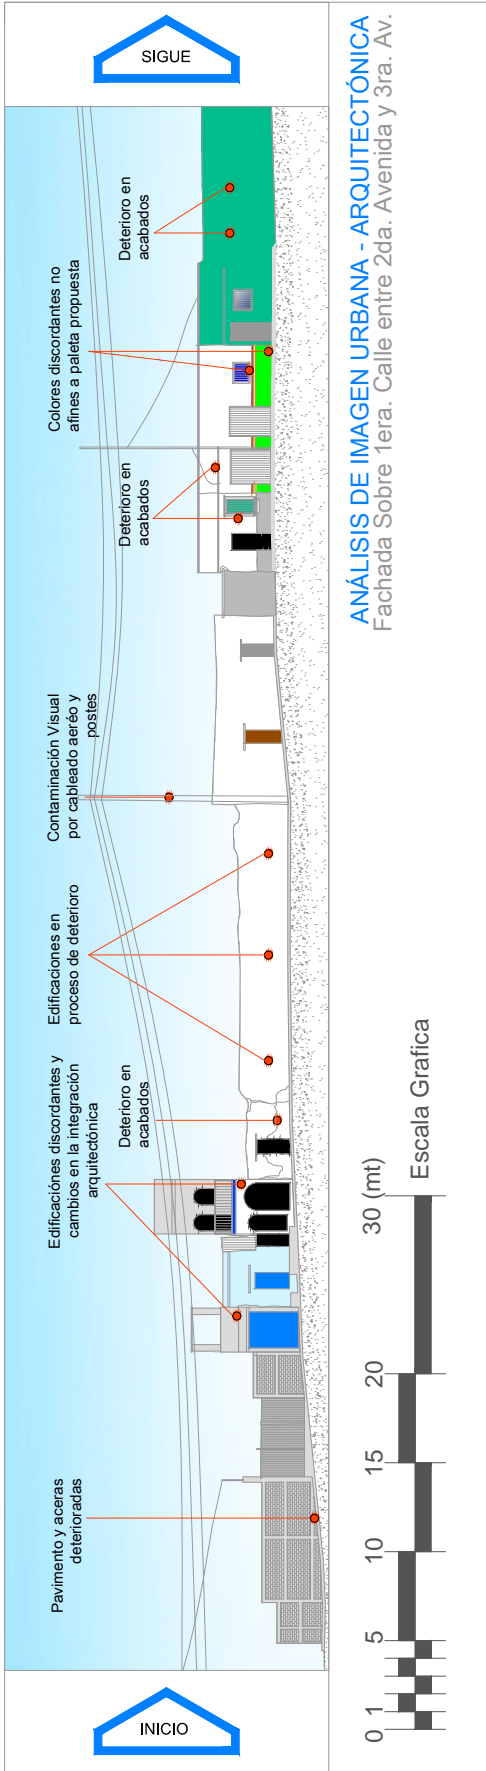 INICIO
Pavimento y aceras
deterioradas
Edificaciónes discordantes y
cambios en la integración
arquitectónica
Deterioro en
acabados
Edificaciones en
proceso de deterioro
Contaminación Visual
por cableado aeréo y
postes
Deterioro en
acabados
Colores discordantes no
afines a paleta propuesta
Deterioro en
acabados
SIGUE
0 1 5 10 15 20 30 (mt)
Escala Grafica
ANÁLISIS DE IMAGEN URBANA - ARQUITECTÓNICA
Fachada Sobre 1era. Calle entre 2da. Avenida y 3ra. Av.